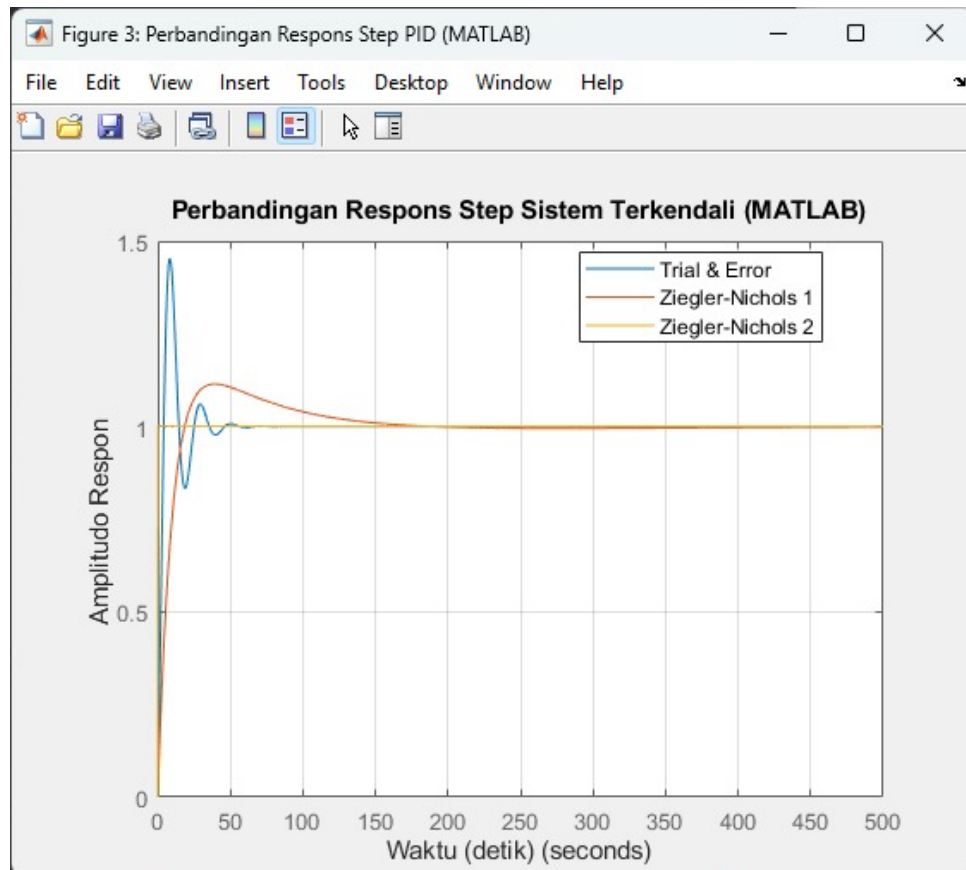 Figure 3: Perbandingan Respons Step PID (MATLAB)
File Edit View Insert Tools Desktop Window Help
Perbandingan Respons Step Sistem Terkendali (MATLAB)
1.5
1
0.5
0
Amplitudo Respon
Trial & Error
Ziegler-Nichols 1
Ziegler-Nichols 2
0 50 100 150 200 250 300 350 400 450 500
Waktu (detik) (seconds)